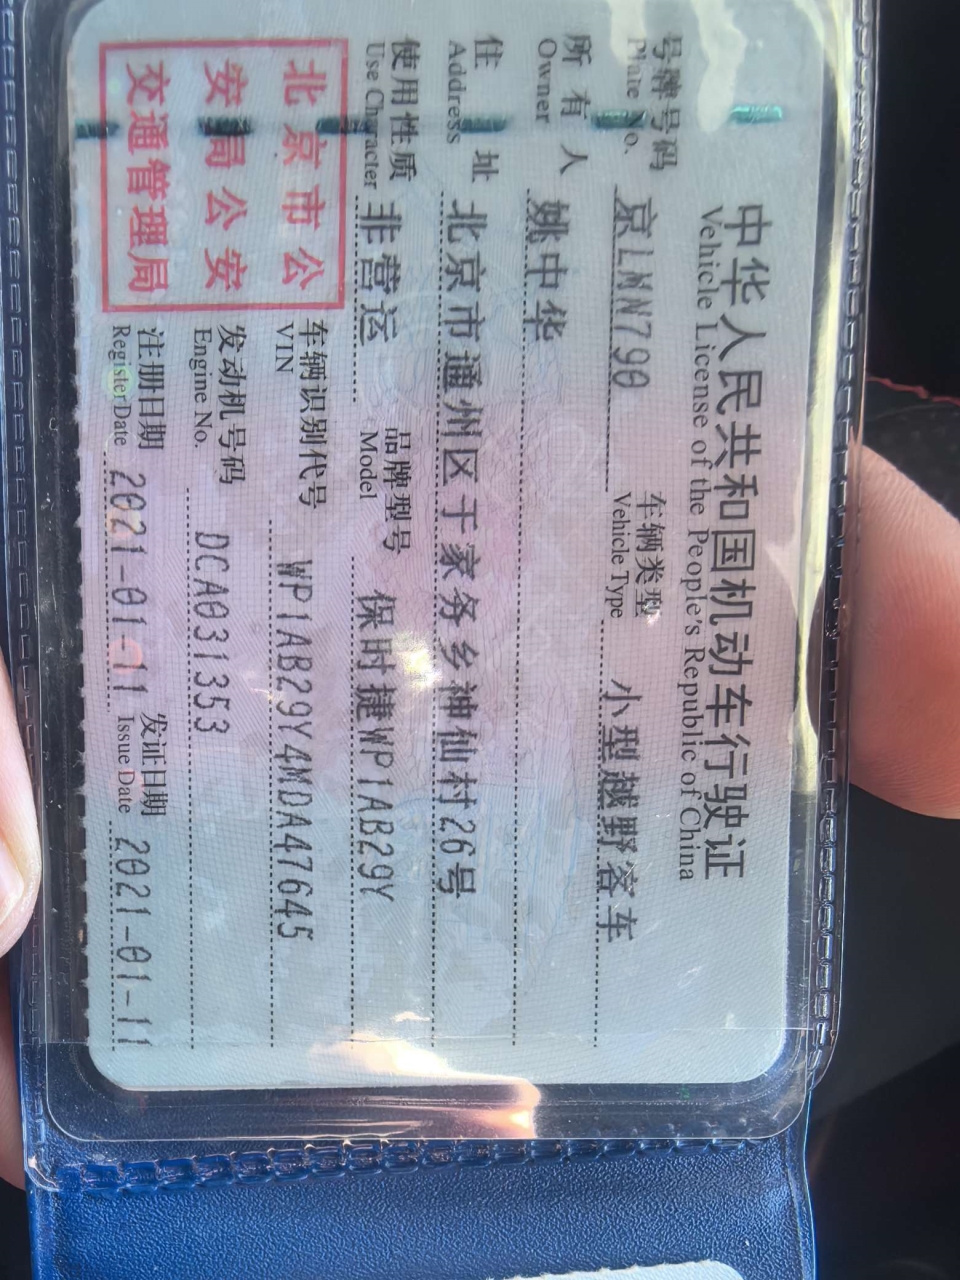 中华人民共和国机动车行驶证
Vehicle License of the People's Republic of China
号牌号码 京LMN790 车辆类型 小型越野客车
Plate No. Vehicle Type
所有人 姚中华
Owner
住址 北京市通州区于家务乡神仙村26号
Address
使用性质 非营运 品牌型号 保时捷WP1AB29Y
Use Character Model
北京市公
安局公安
交通管理局
车辆识别代号 WP1AB29Y4MDA47645
VIN
发动机号码 DCA031353
Engine No.
注册日期 2021-01-11 发证日期 2021-01-11
Register Date Issue Date